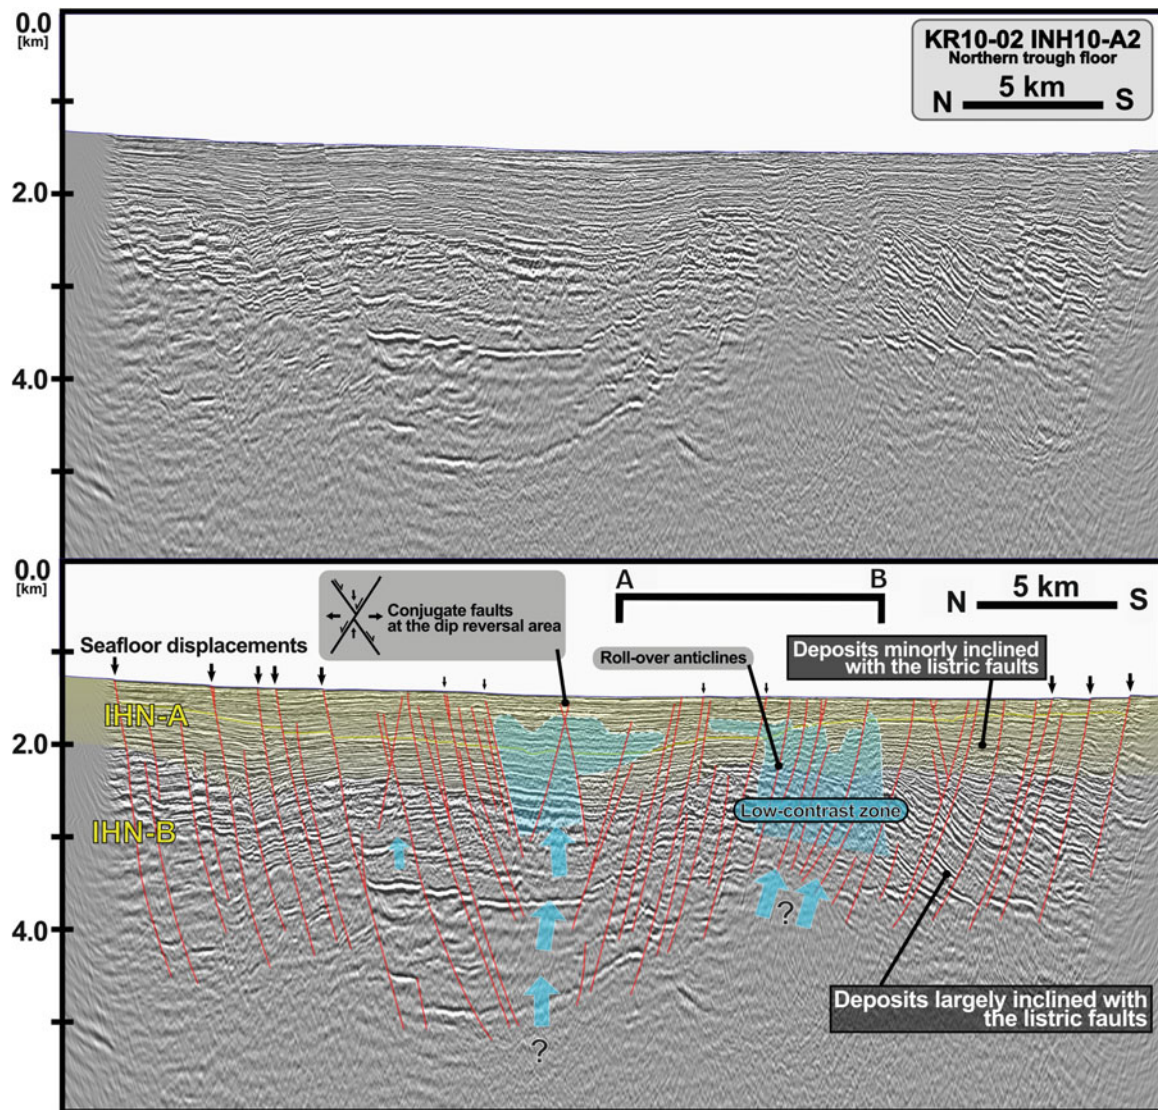 0.0
[km]
KR10-02 INH10-A2
Northern trough floor
5 km
N S
2.0
4.0
0.0
[km]
A B
5 km
N S
Conjugate faults
at the dip reversal area
Seafloor displacements
Roll-over anticlines
Deposits minorly inclined
with the listric faults
IHN-A
2.0
Low-contrast zone
IHN-B
?
4.0
Deposits largely inclined with
the listric faults
?